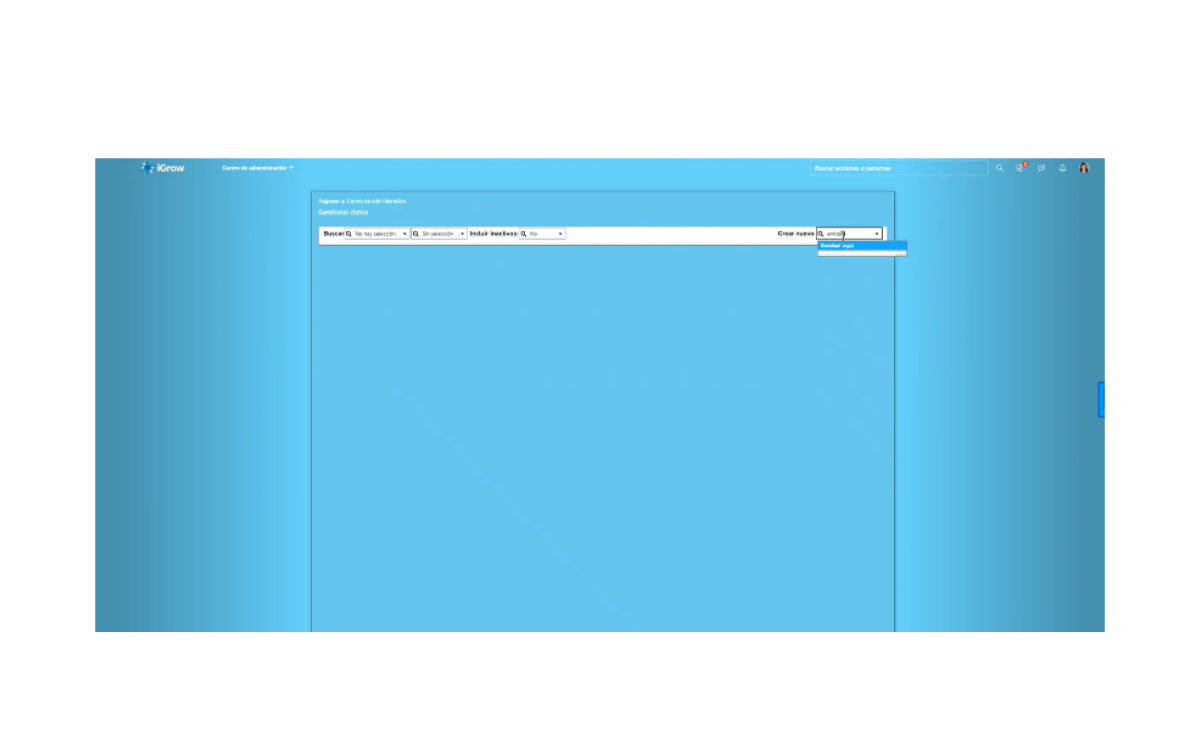 iGrow
Centro de administración
Buscar acciones o personas
Regresar a: Centro de administración
Gestionar datos
Buscar No hay selección Sin selección Incluir inactivos: No
Crear nuevo entidad
Entidad legal